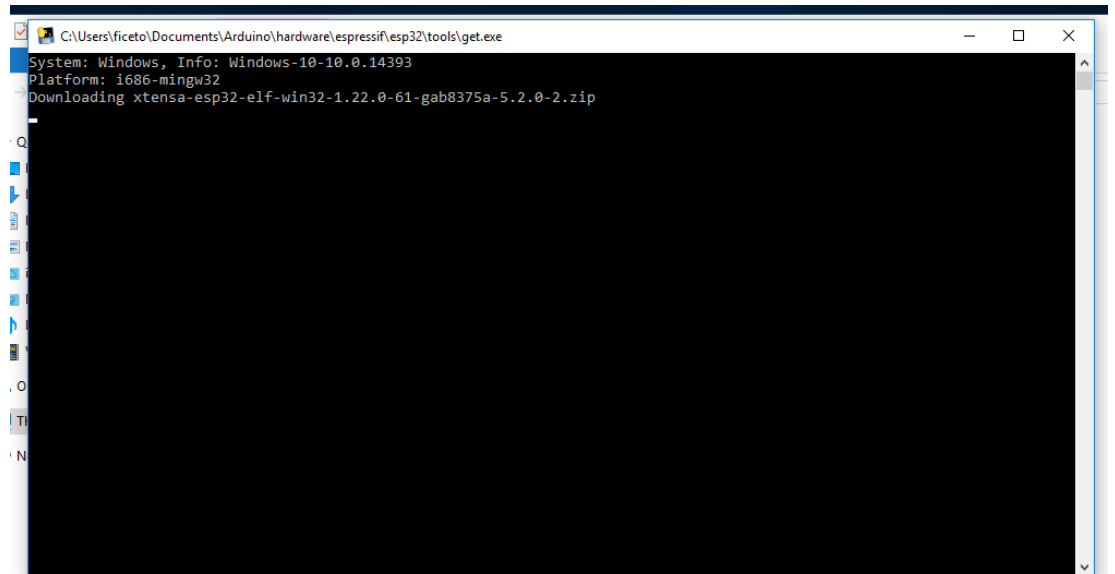 C:\Users\ficeto\Documents\Arduino\hardware\espressif\esp32\tools\get.exe
System: Windows, Info: Windows-10-10.0.14393
Platform: i686-mingw32
Downloading xtensa-esp32-elf-win32-1.22.0-61-gab8375a-5.2.0-2.zip